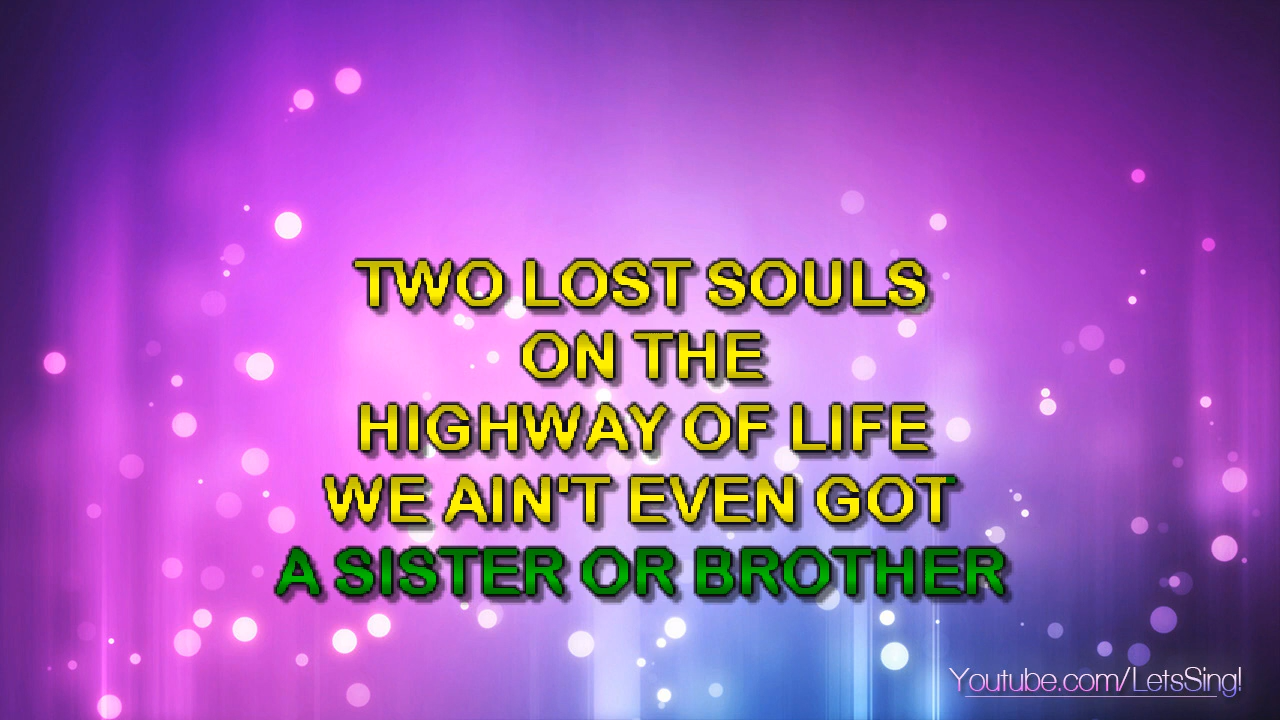 TWO LOST SOULS
ON THE
HIGHWAY OF LIFE
WE AIN'T EVEN GOT
A SISTER OR BROTHER
Youtube.com/LetsSing!